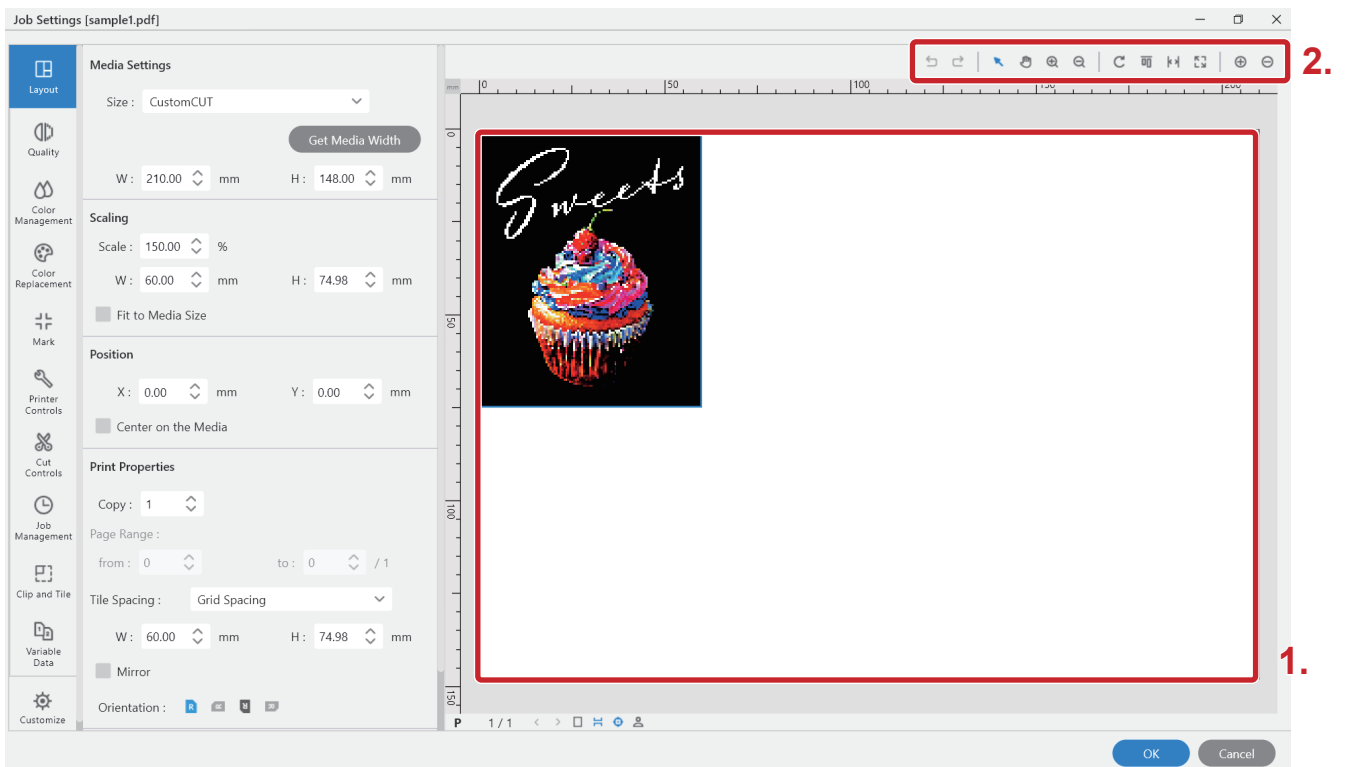 Job Settings [sample1.pdf]
2.
Layout
Quality
Color
Management
Color
Replacement
Mark
Printer
Controls
Cut
Controls
Job
Management
Clip and Tile
Variable
Data
Customize
Media Settings
Size : CustomCUT
Get Media Width
W : 210.00 mm H : 148.00 mm
Scaling
Scale : 150.00 %
W : 60.00 mm H : 74.98 mm
Fit to Media Size
Position
X : 0.00 mm Y : 0.00 mm
Center on the Media
Print Properties
Copy : 1
Page Range :
from : 0 to : 0 / 1
Tile Spacing : Grid Spacing
W : 60.00 mm H : 74.98 mm
Mirror
Orientation : R R R R
mm 0 50 100 150 200
0
50
100
150
Sweets
1.
P 1 / 1
OK Cancel